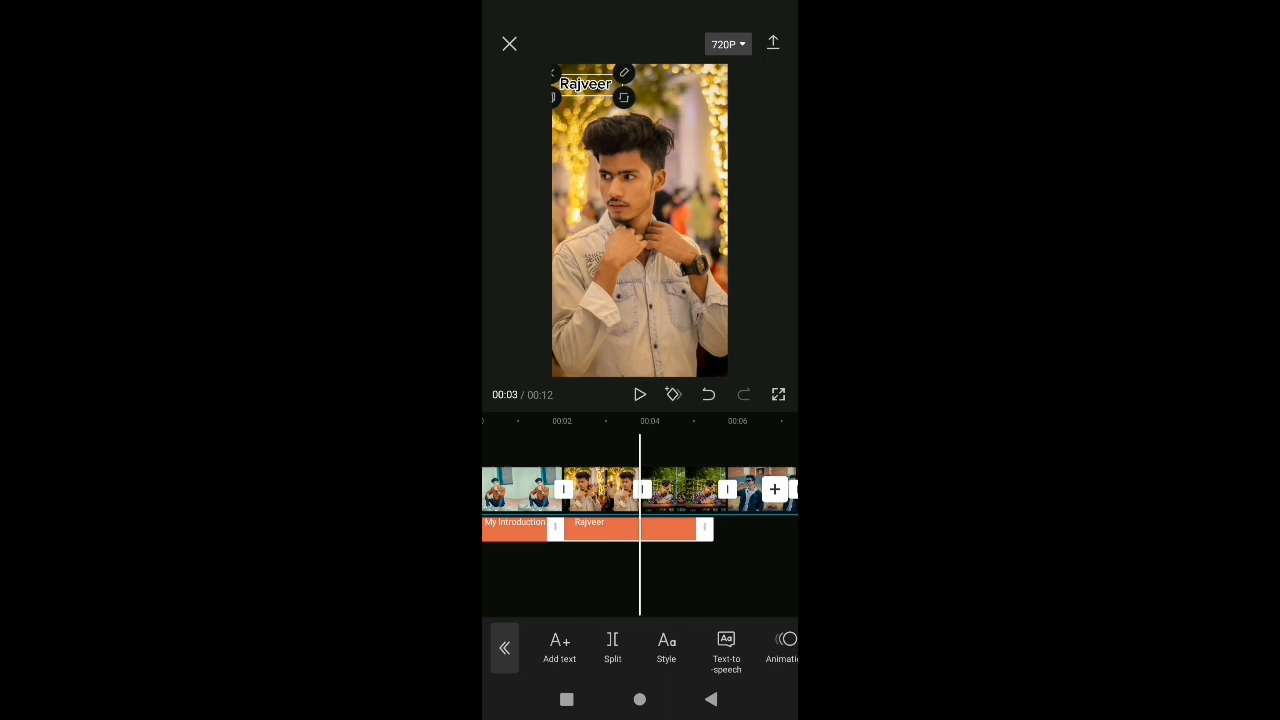 720P
Rajveer
00:03 / 00:12
00:02
00:04
00:06
My Introduction
Rajveer
Add text
Split
Style
Text-to
-speech
Animati